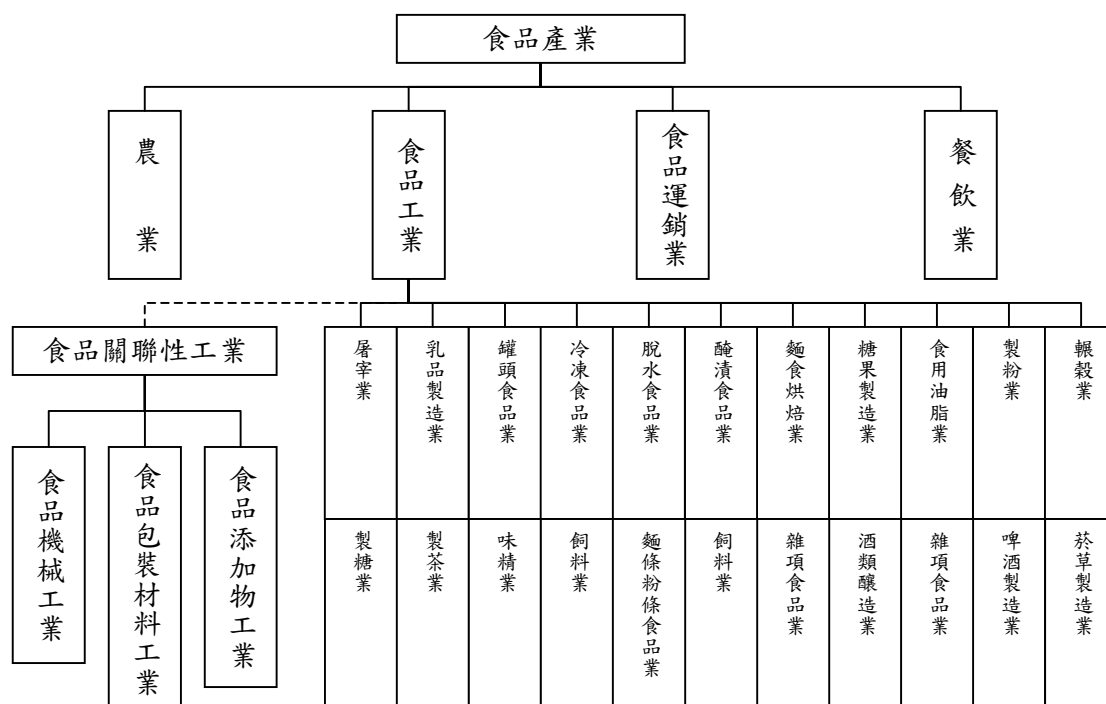 食品產業
農業
食品工業
食品運銷業
餐飲業
食品關聯性工業
食品機械工業
食品包裝材料工業
食品添加物工業
屠宰業
乳品製造業
罐頭食品業
冷凍食品業
脫水食品業
醃漬食品業
麵食烘焙業
糖果製造業
食用油脂業
製粉業
輾穀業
製糖業
製茶業
味精業
飼料業
麵條粉條食品業
飼料業
雜項食品業
酒類釀造業
雜項食品業
啤酒製造業
菸草製造業